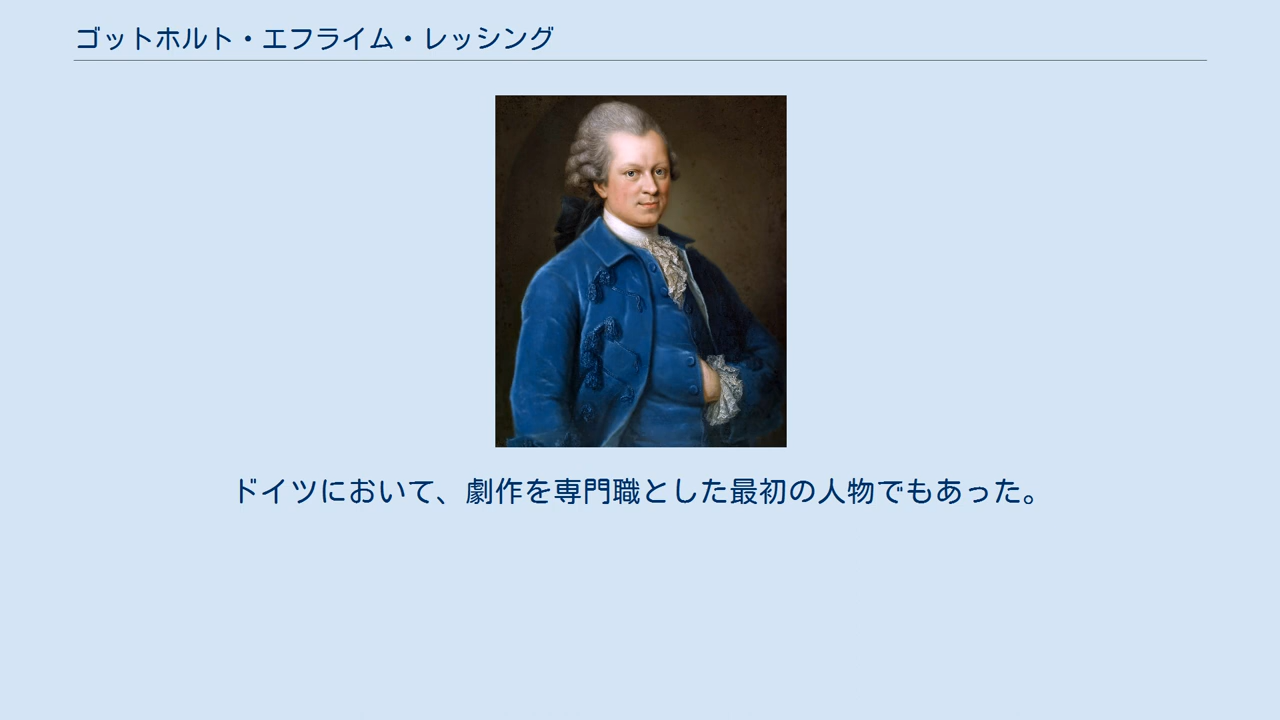 ゴットホルト・エフライム・レッシング
ドイツにおいて、劇作を専門職とした最初の人物でもあった。